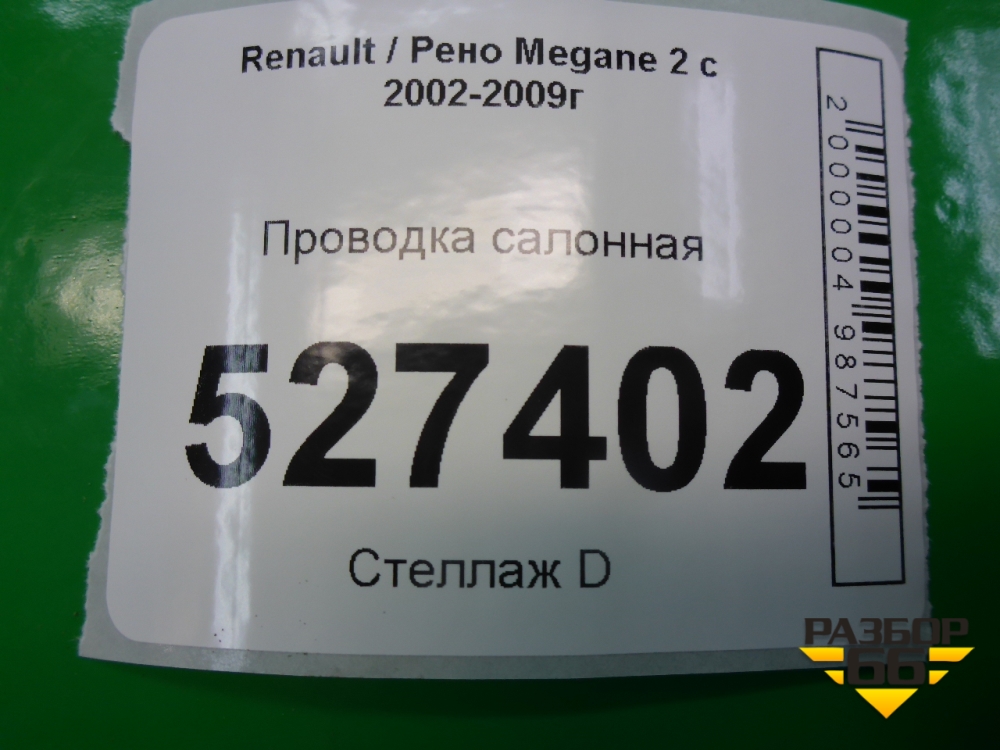 Renault / Рено Megane 2 с
2002-2009г
Проводка салонная
527402
Стеллаж D
2000004987565
РАЗБОР
66